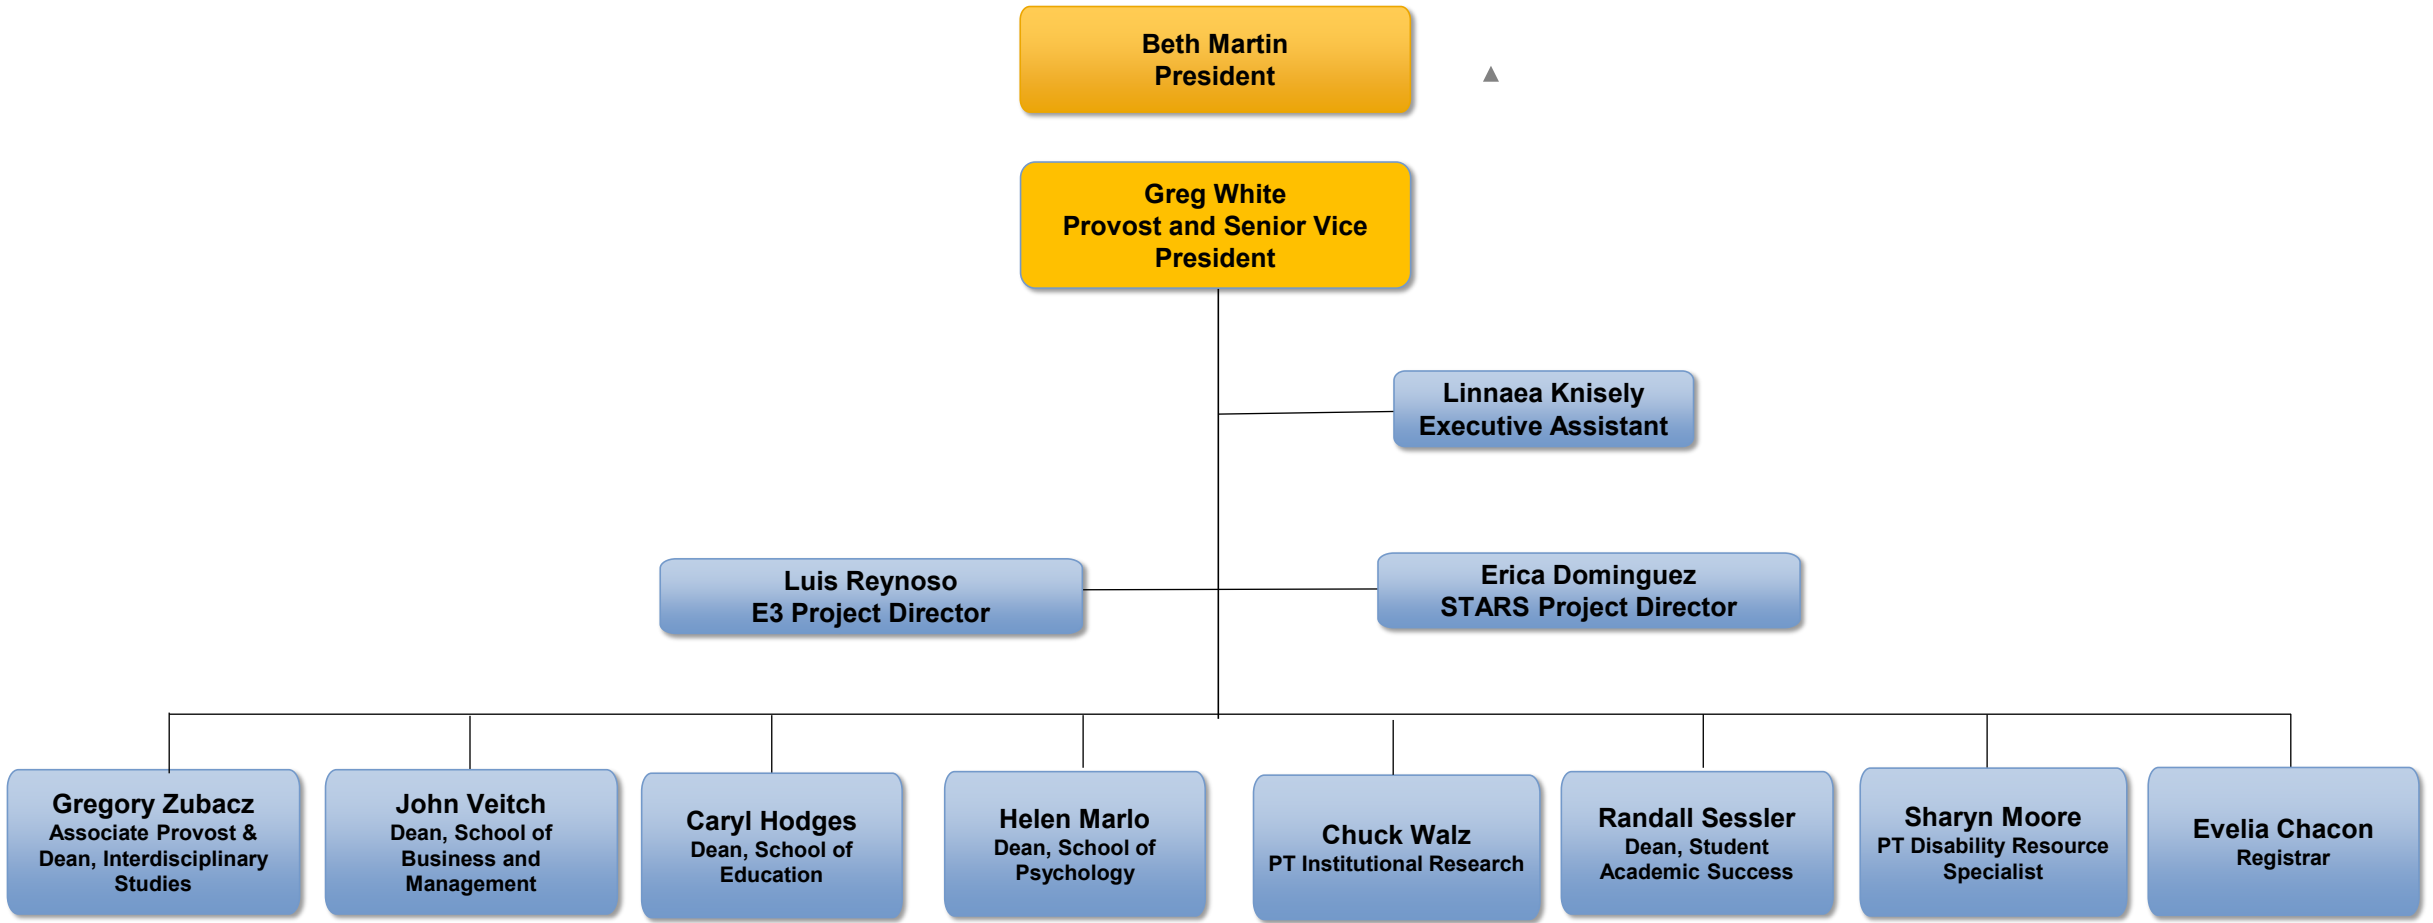 Beth Martin
President
Greg White
Provost and Senior Vice
President
Linnaea Knisely
Executive Assistant
Luis Reynoso
E3 Project Director
Erica Dominguez
STARS Project Director
Gregory Zubacz
Associate Provost &
Dean, Interdisciplinary
Studies
John Veitch
Dean, School of
Business and
Management
Caryl Hodges
Dean, School of
Education
Helen Marlo
Dean, School of
Psychology
Chuck Walz
PT Institutional Research
Randall Sessler
Dean, Student
Academic Success
Sharyn Moore
PT Disability Resource
Specialist
Evelia Chacon
Registrar